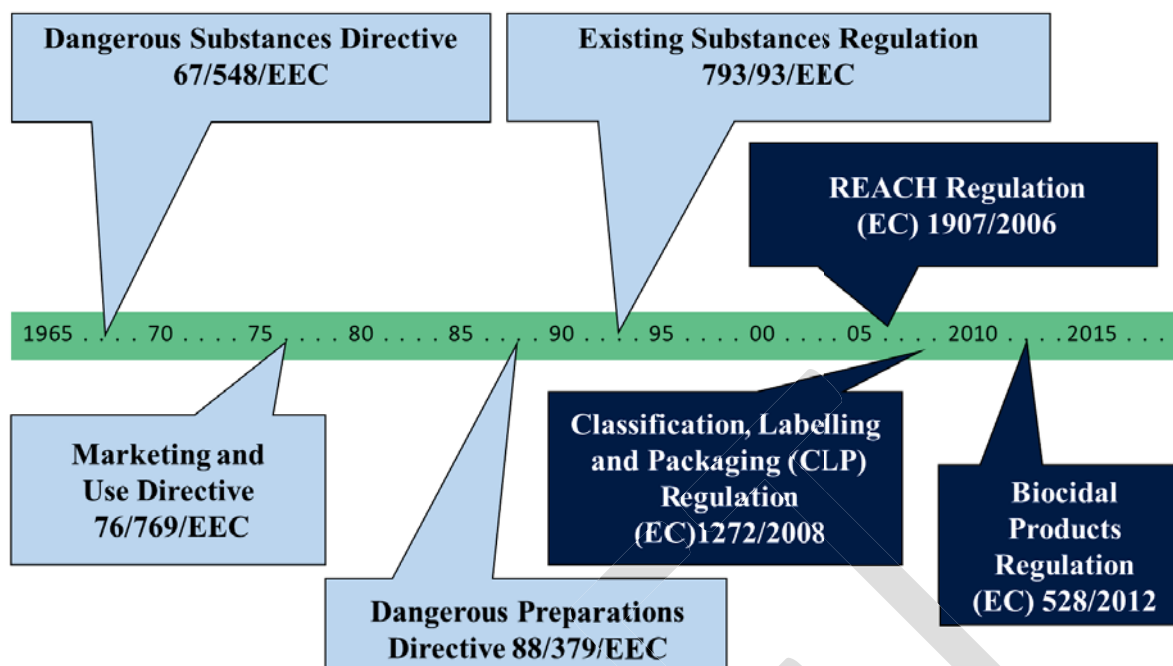 Dangerous Substances Directive
67/548/EEC
Existing Substances Regulation
793/93/EEC
REACH Regulation
(EC) 1907/2006
1965 . . . . 70 . . . . 75 . . . . 80 . . . . 85 . . . . 90 . . . . 95 . . . . 00 . . . . 05 . . . . 2010 . . . . 2015 . . . .
Marketing and
Use Directive
76/769/EEC
Dangerous Preparations
Directive 88/379/EEC
Classification, Labelling
and Packaging (CLP)
Regulation
(EC)1272/2008
Biocidal
Products
Regulation
(EC) 528/2012